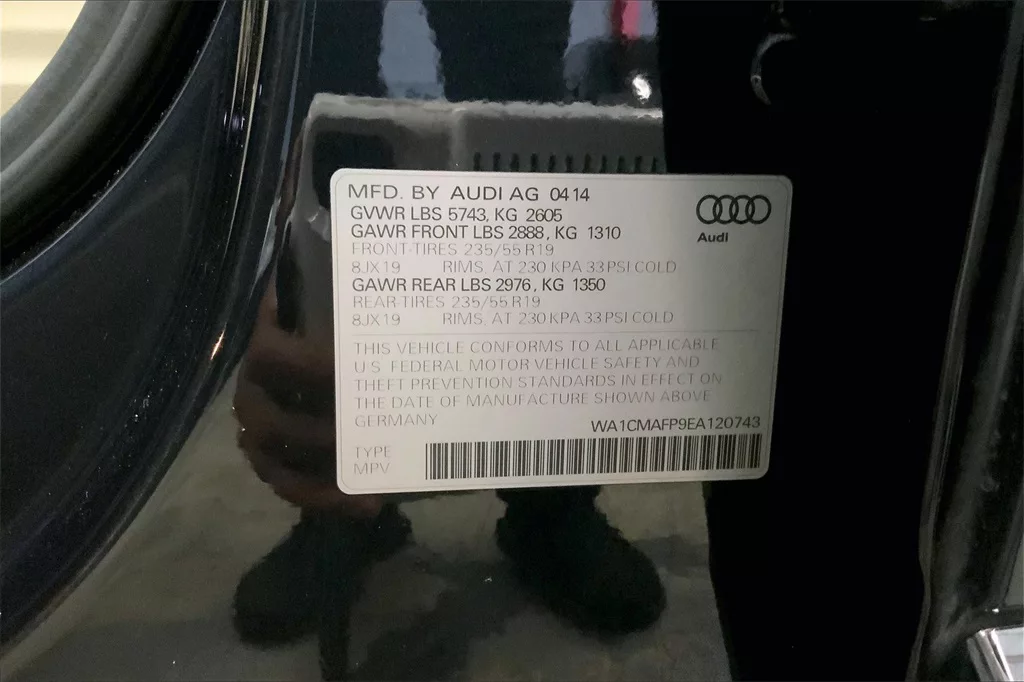 MFD. BY AUDI AG 04 14
GVWR LBS 5743, KG 2605
GAWR FRONT LBS 2888, KG 1310
FRONT-TIRES 235/55 R19
8JX19 RIMS, AT 230 KPA 33 PSI COLD
GAWR REAR LBS 2976, KG 1350
REAR-TIRES 235/55 R19
8JX19 RIMS, AT 230 KPA 33 PSI COLD
Audi
THIS VEHICLE CONFORMS TO ALL APPLICABLE
U.S. FEDERAL MOTOR VEHICLE SAFETY AND
THEFT PREVENTION STANDARDS IN EFFECT ON
THE DATE OF MANUFACTURE SHOWN ABOVE
GERMANY
WA1CMAFP9EA120743
TYPE
MPV